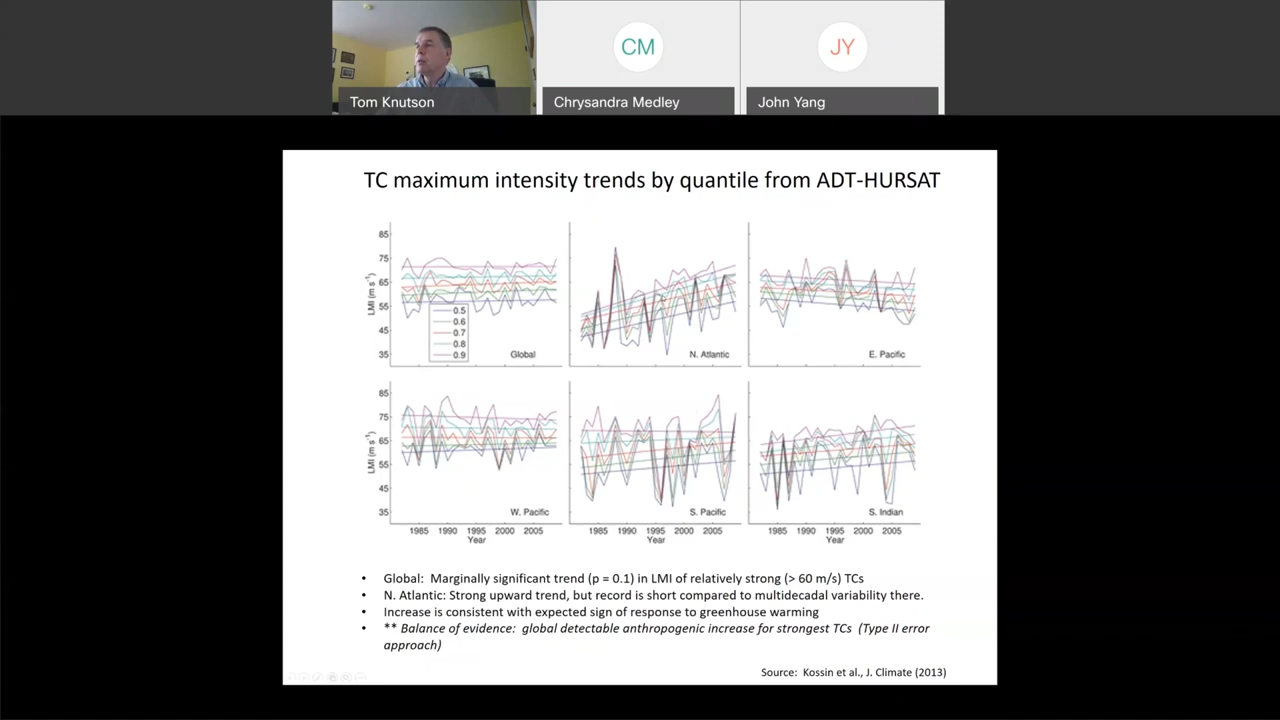 CM
JY
Tom Knutson
Chrysandra Medley
John Yang
TC maximum intensity trends by quantile from ADT-HURSAT
85
75
65
LMI (m s⁻¹)
45
35
0.5
0.6
0.7
0.8
0.9
Global
N. Atlantic
E. Pacific
85
75
65
55
45
35
LMI (m s⁻¹)
W. Pacific
S. Pacific
S. Indian
1985 1990 1995 2000 2005
Year
1985 1990 1995 2000 2005
Year
1985 1990 1995 2000 2005
Year
• Global: Marginally significant trend (p = 0.1) in LMI of relatively strong (> 60 m/s) TCs
• N. Atlantic: Strong upward trend, but record is short compared to multidecadal variability there.
• Increase is consistent with expected sign of response to greenhouse warming
• ** Balance of evidence: global detectable anthropogenic increase for strongest TCs (Type II error
approach)
Source: Kossin et al., J. Climate (2013)